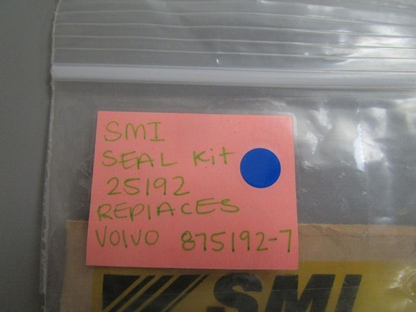 SMI
SEAL Kit
25192
REPLACES
VOLVO 875192-7
SMI